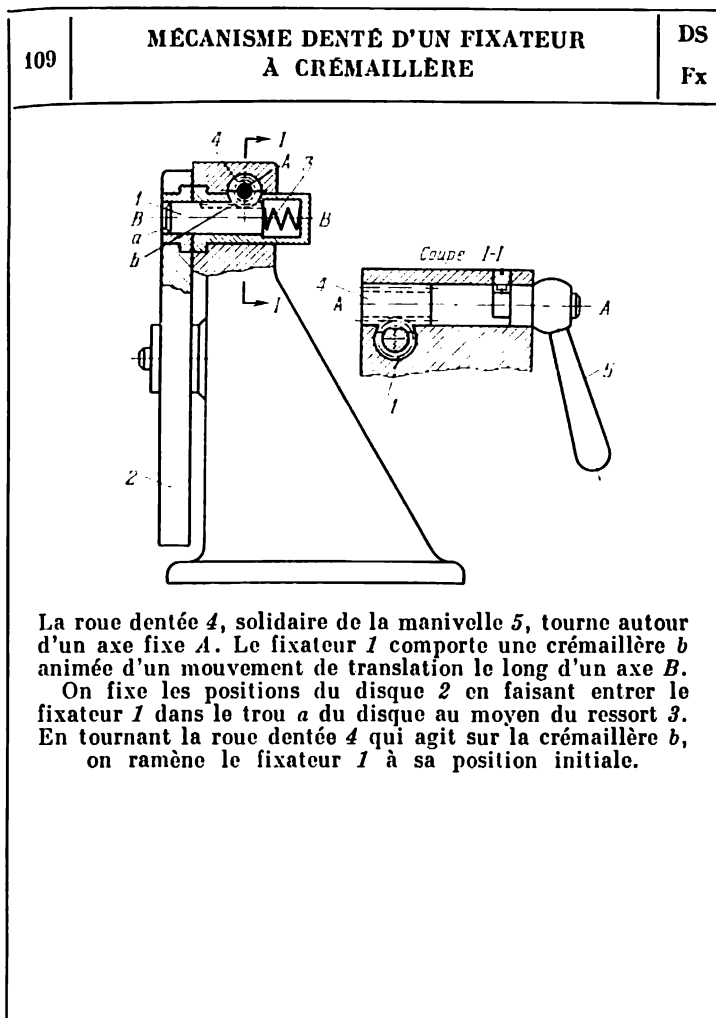 109
MÉCANISME DENTÉ D'UN FIXATEUR
À CRÉMAILLÈRE
DS
Fx
4
I
A
3
1
B
B
a
b
I
2
Coupe I-I
4
A
A
1
5
La roue dentée 4, solidaire de la manivelle 5, tourne autour
d'un axe fixe A. Le fixateur 1 comporte une crémaillère b
animée d'un mouvement de translation le long d'un axe B.
On fixe les positions du disque 2 en faisant entrer le
fixateur 1 dans le trou a du disque au moyen du ressort 3.
En tournant la roue dentée 4 qui agit sur la crémaillère b,
on ramène le fixateur 1 à sa position initiale.